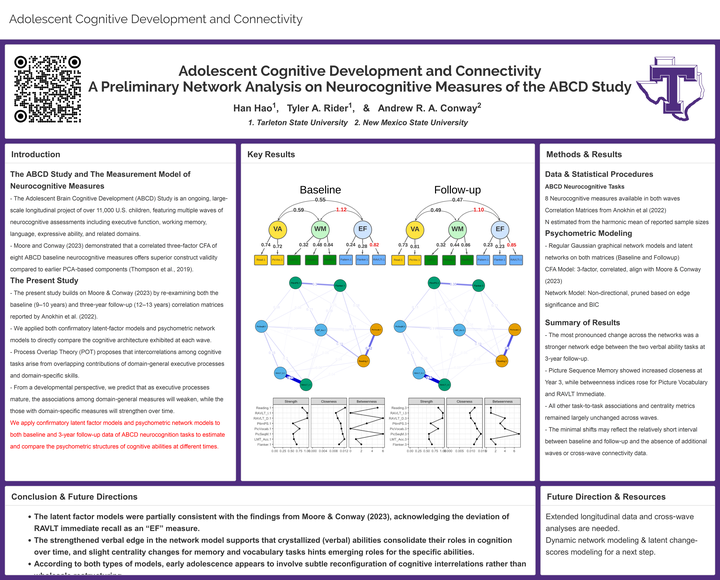 Adolescent Cognitive Development and Connectivity
Adolescent Cognitive Development and Connectivity
A Preliminary Network Analysis on Neurocognitive Measures of the ABCD Study
Han Hao1, Tyler A. Rider1, & Andrew R. A. Conway2
1. Tarleton State University 2. New Mexico State University
T
Introduction
The ABCD Study and The Measurement Model of
Neurocognitive Measures
- The Adolescent Brain Cognitive Development (ABCD) Study is an ongoing, large-
scale longitudinal project of over 11,000 U.S. children, featuring multiple waves of
neurocognitive assessments including executive function, working memory,
language, expressive ability, and related domains.
- Moore and Conway (2023) demonstrated that a correlated three-factor CFA of
eight ABCD baseline neurocognitive measures offers superior construct validity
compared to earlier PCA-based components (Thompson et al., 2019).
The Present Study
- The present study builds on Moore & Conway (2023) by re-examining both the
baseline (9–10 years) and three-year follow-up (12–13 years) correlation matrices
reported by Anokhin et al. (2022).
- We applied both confirmatory latent-factor models and psychometric network
models to directly compare the cognitive architecture exhibited at each wave.
- Process Overlap Theory (POT) proposes that intercorrelations among cognitive
tasks arise from overlapping contributions of domain-general executive processes
and domain-specific skills.
- From a developmental perspective, we predict that as executive processes
mature, the associations among domain-general measures will weaken, while the
those with domain-specific measures will strengthen over time.
We apply confirmatory latent factor models and psychometric network models to
both baseline and 3-year follow-up data of ABCD neurocognition tasks to estimate
and compare the psychometric structures of cognitive abilities at different times.
Key Results
Baseline
0.55
0.59 1.12
VA WM EF
0.74 0.72 0.32 0.48 0.64 0.24 0.28 0.82
Follow-up
0.47
0.49 1.10
VA WM EF
0.73 0.81 0.32 0.44 0.86 0.23 0.23 0.85
Strength Closeness Betweenness
Strength Closeness Betweenness
Methods & Results
Data & Statistical Procedures
ABCD Neurocognitive Tasks
8 Neurocognitive measures available in both waves
Correlation Matrices from Anokhin et al (2022)
N estimated from the harmonic mean of reported sample sizes
Psychometric Modeling
- Regular Gaussian graphical network models and latent
networks on both matrices (Baseline and Followup)
CFA Model: 3-factor, correlated, align with Moore & Conway
(2023)
Network Model: Non-directional, pruned based on edge
significance and BIC
Summary of Results
- The most pronounced change across the networks was a
stronger network edge between the two verbal ability tasks at
3-year follow-up.
- Picture Sequence Memory showed increased closeness at
Year 3, while betweenness indices rose for Picture Vocabulary
and RAVLT Immediate.
- All other task-to-task associations and centrality metrics
remained largely unchanged across waves.
- The minimal shifts may reflect the relatively short interval
between baseline and follow-up and the absence of additional
waves or cross-wave connectivity data.
Conclusion & Future Directions
• The latent factor models were partially consistent with the findings from Moore & Conway (2023), acknowledging the deviation of
RAVLT immediate recall as an “EF” measure.
• The strengthened verbal edge in the network model supports that crystallized (verbal) abilities consolidate their roles in cognition
over time, and slight centrality changes for memory and vocabulary tasks hints emerging roles for the specific abilities.
• According to both types of models, early adolescence appears to involve subtle reconfiguration of cognitive interrelations rather than
Future Direction & Resources
Extended longitudinal data and cross-wave
analyses are needed.
Dynamic network modeling & latent change-
scores modeling for a next step.